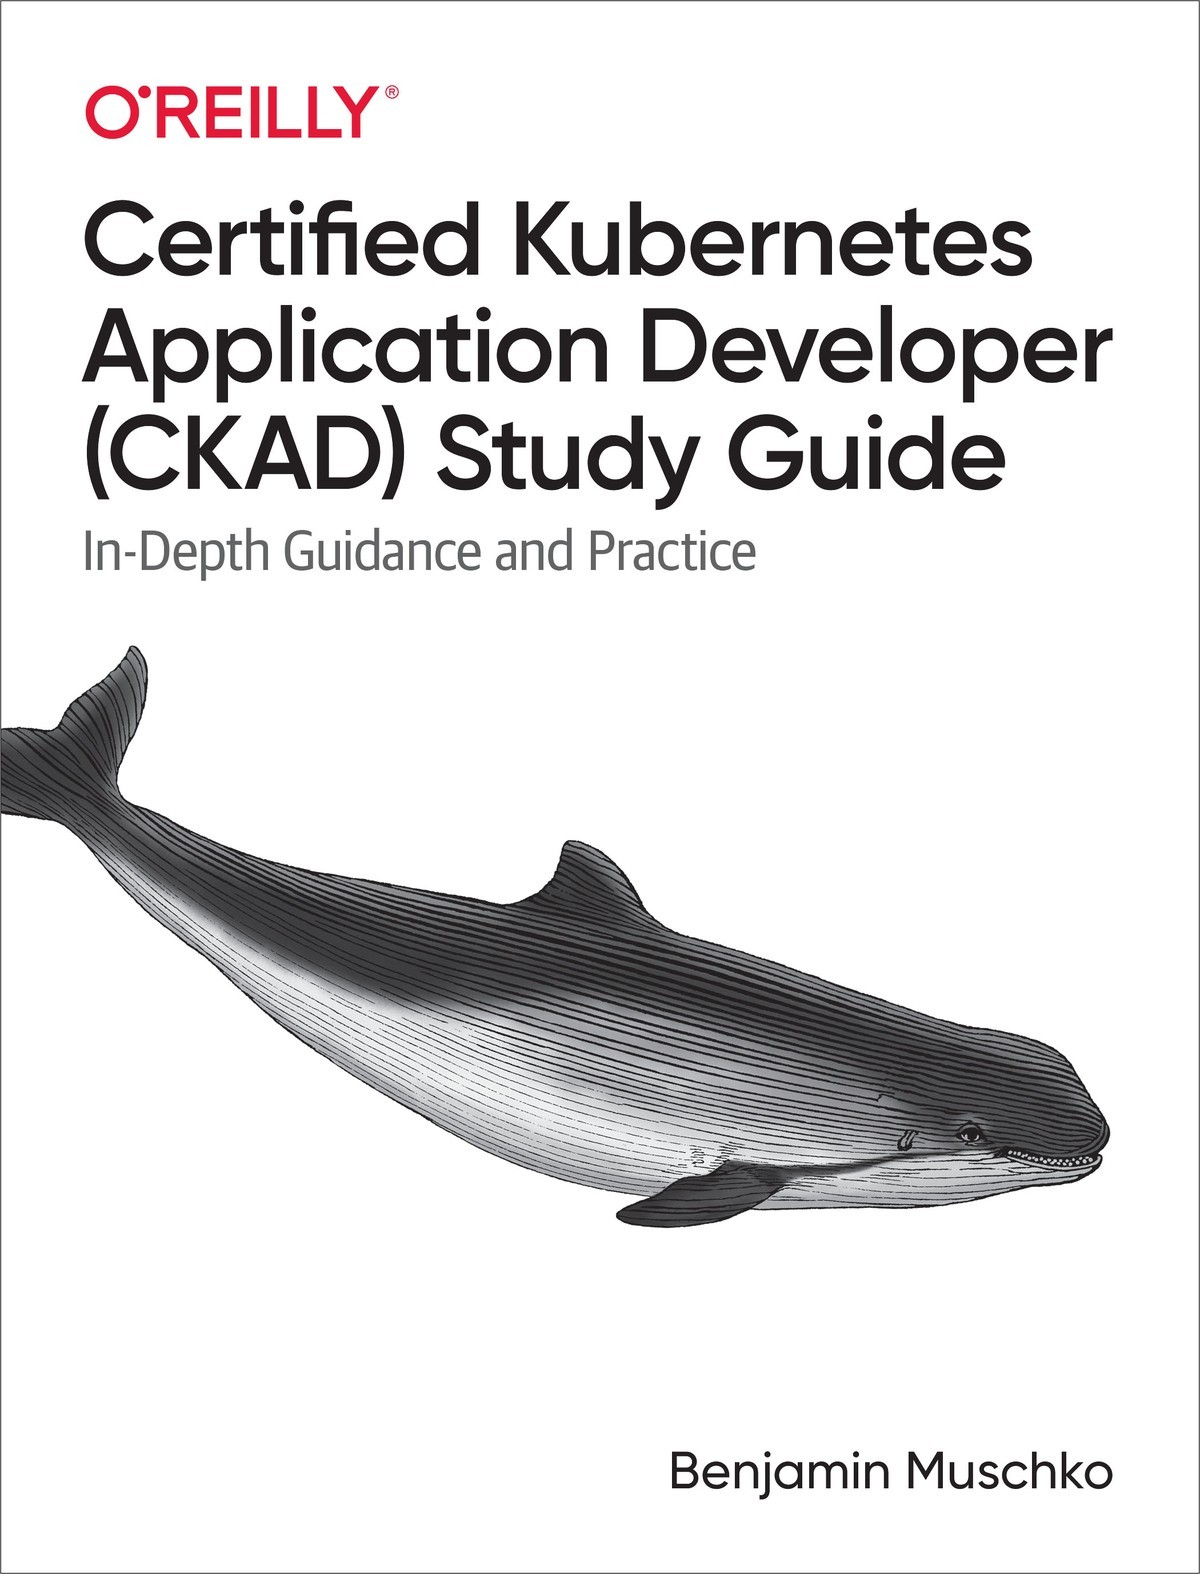 O'REILLY®
Certified Kubernetes
Application Developer
(CKAD) Study Guide
In-Depth Guidance and Practice
Benjamin Muschko